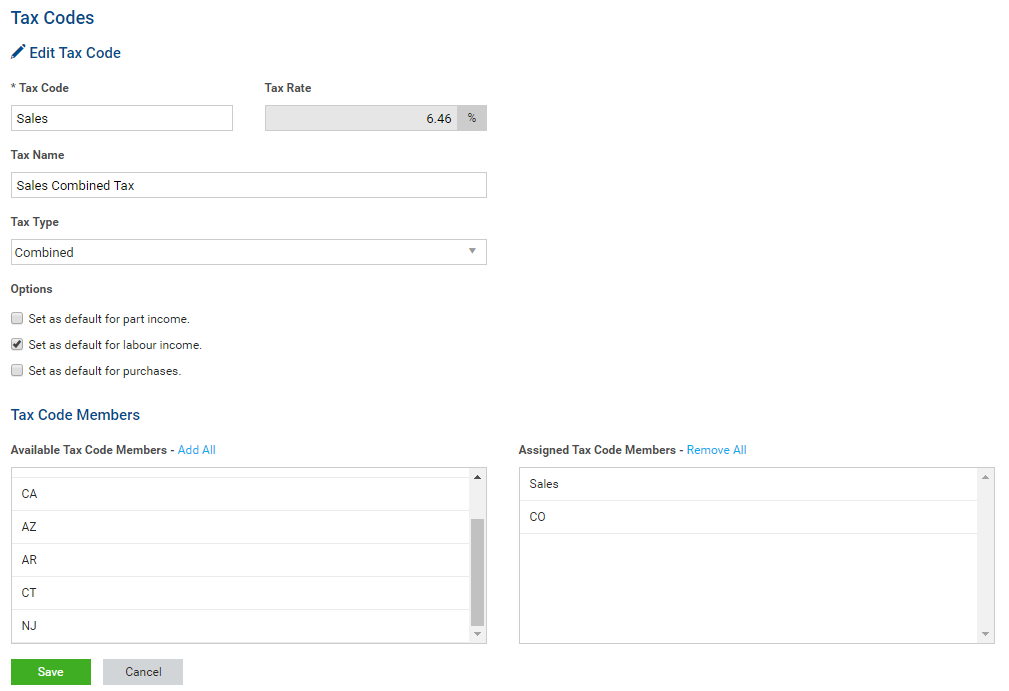 Tax Codes
Edit Tax Code
* Tax Code
Tax Rate
Sales
6.46 %
Tax Name
Sales Combined Tax
Tax Type
Combined
Options
Set as default for part income.
Set as default for labour income.
Set as default for purchases.
Tax Code Members
Available Tax Code Members - Add All
CA
AZ
AR
CT
NJ
Assigned Tax Code Members - Remove All
Sales
CO
Save
Cancel